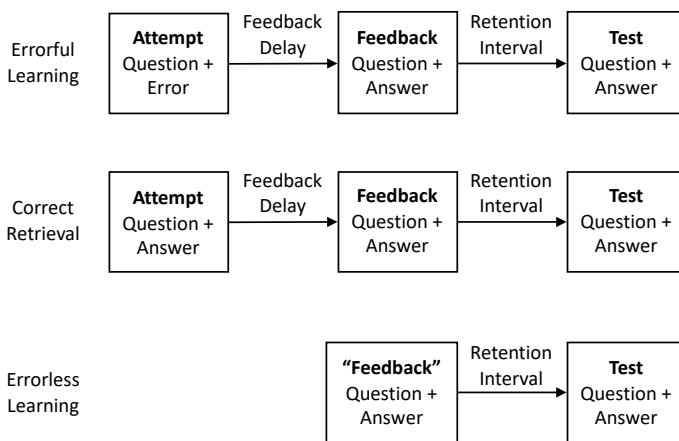 Errorful
Learning
Attempt
Question +
Error
Feedback
Delay
Feedback
Question +
Answer
Retention
Interval
Test
Question +
Answer
Correct
Retrieval
Attempt
Question +
Answer
Feedback
Delay
Feedback
Question +
Answer
Retention
Interval
Test
Question +
Answer
Errorless
Learning
“Feedback”
Question +
Answer
Retention
Interval
Test
Question +
Answer